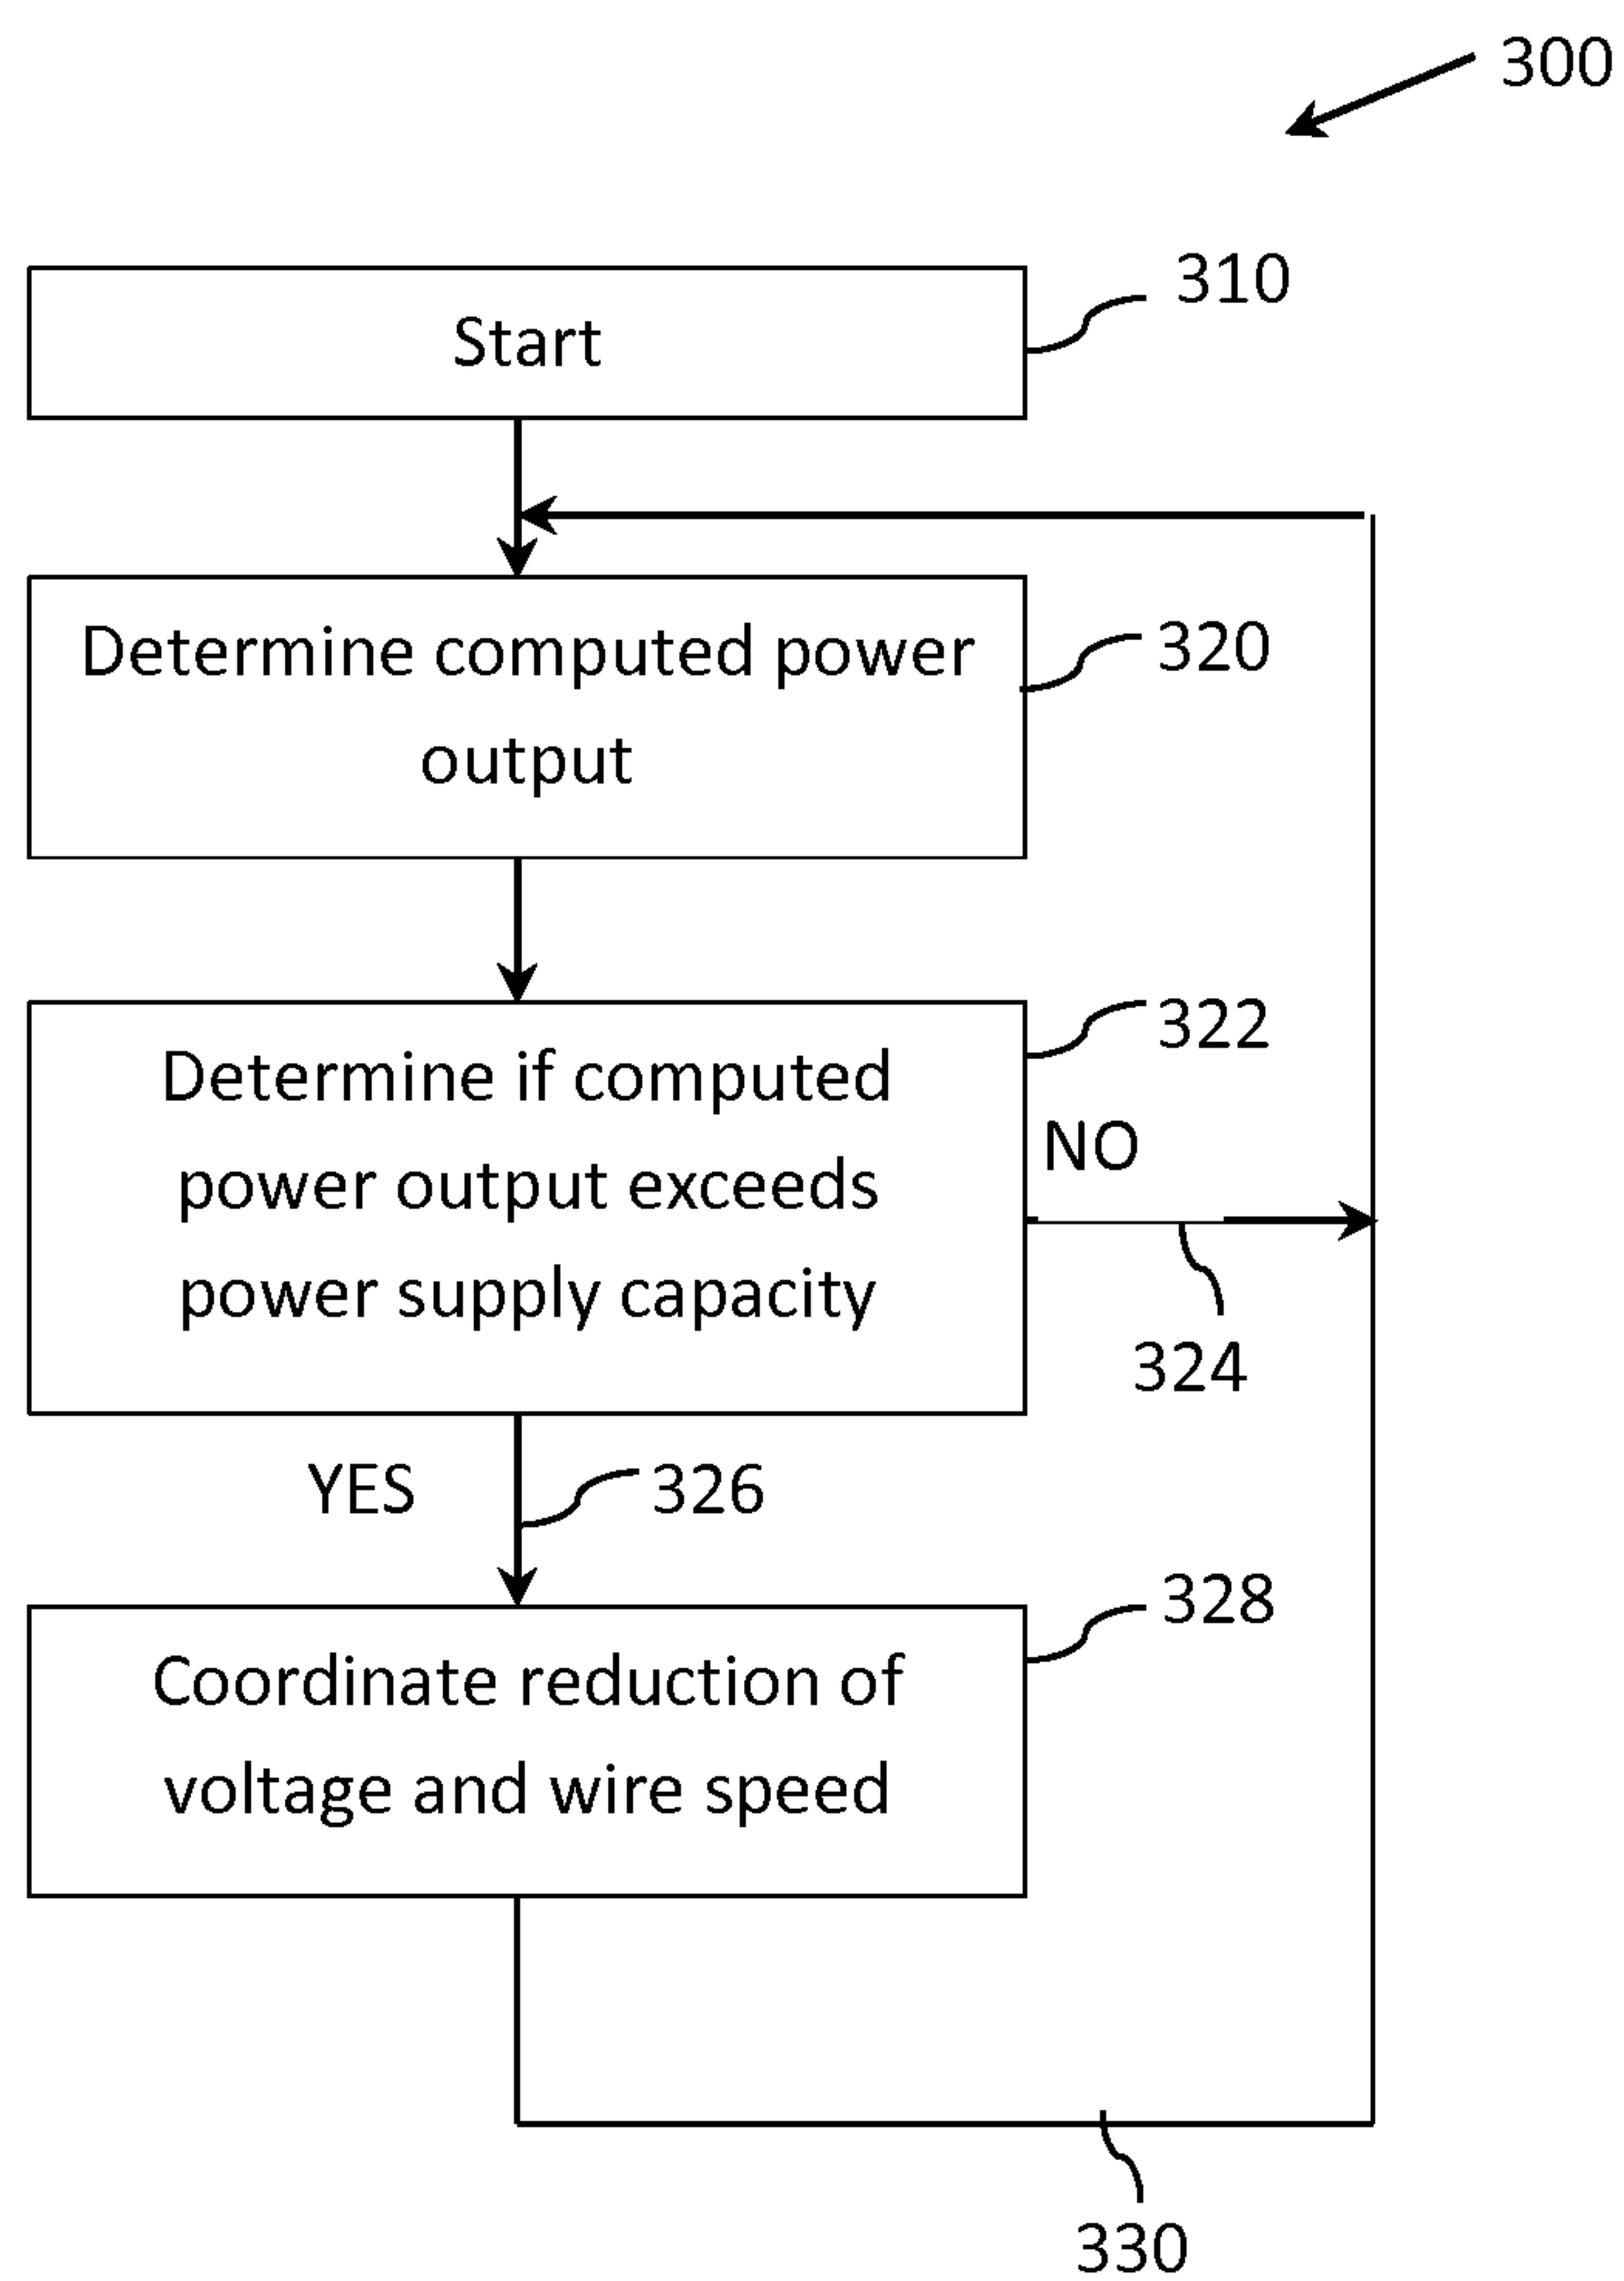 300
310
Start
320
Determine computed power
output
322
Determine if computed
power output exceeds
power supply capacity
NO
324
YES
326
328
Coordinate reduction of
voltage and wire speed
330